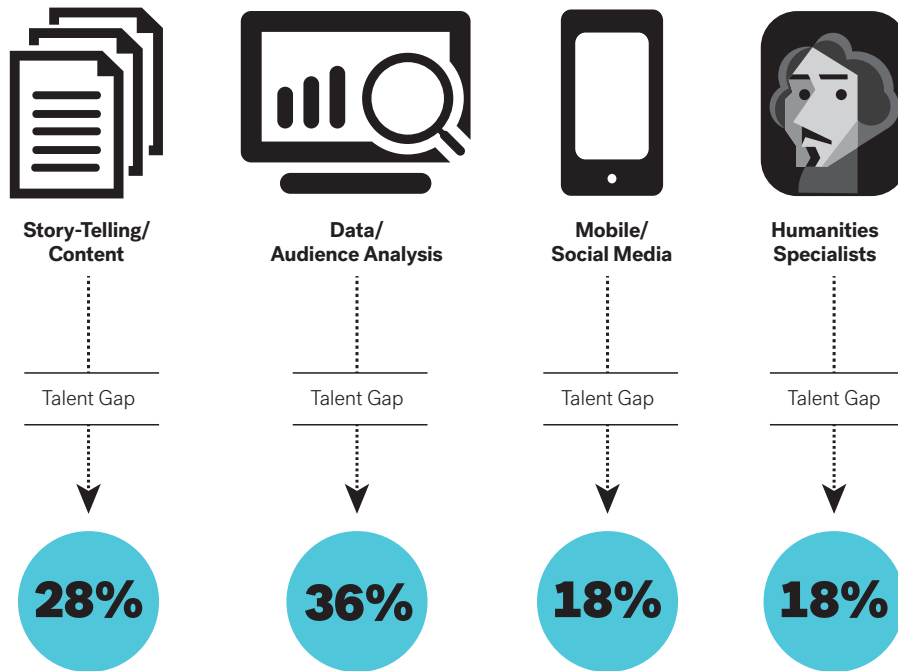 Story-Telling/
Content
Data/
Audience Analysis
Mobile/
Social Media
Humanities
Specialists
Talent Gap
Talent Gap
Talent Gap
Talent Gap
28%
36%
18%
18%